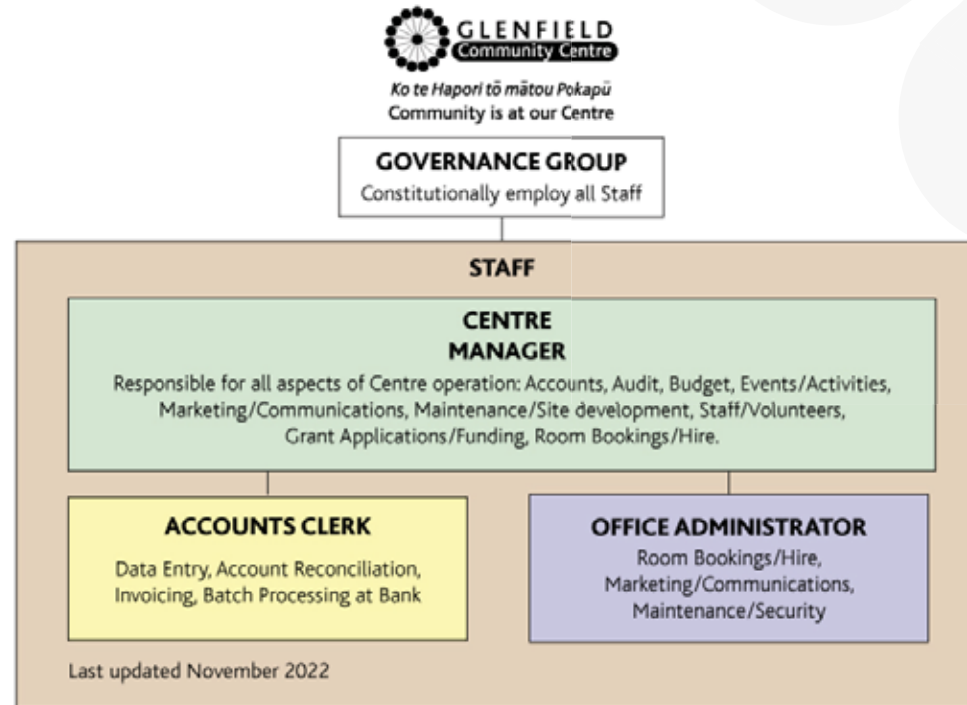 GLENFIELD
Community Centre
Ko te Hapori tō mātou Pokapū
Community is at our Centre
GOVERNANCE GROUP
Constitutionally employ all Staff
STAFF
CENTRE
MANAGER
Responsible for all aspects of Centre operation: Accounts, Audit, Budget, Events/Activities,
Marketing/Communications, Maintenance/Site development, Staff/Volunteers,
Grant Applications/Funding, Room Bookings/Hire.
ACCOUNTS CLERK
Data Entry, Account Reconciliation,
Invoicing, Batch Processing at Bank
OFFICE ADMINISTRATOR
Room Bookings/Hire,
Marketing/Communications,
Maintenance/Security
Last updated November 2022